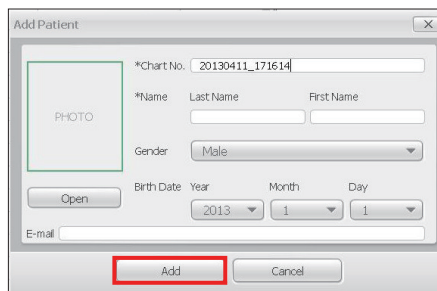 Add Patient
*Chart No. 20130411_171614
*Name Last Name First Name
PHOTO
Gender Male
Open
Birth Date Year Month Day
2013 1 1
E-mail
Add Cancel